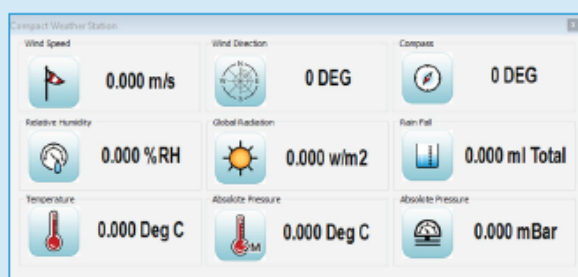 Compact Weather Station
Wind Speed
0.000 m/s
Wind Direction
0 DEG
Compass
0 DEG
Relative Humidity
0.000 %RH
Global Radiation
0.000 w/m2
Rain Fall
0.000 ml Total
Temperature
0.000 Deg C
Absolute Pressure
M
0.000 Deg C
Absolute Pressure
0.000 mBar